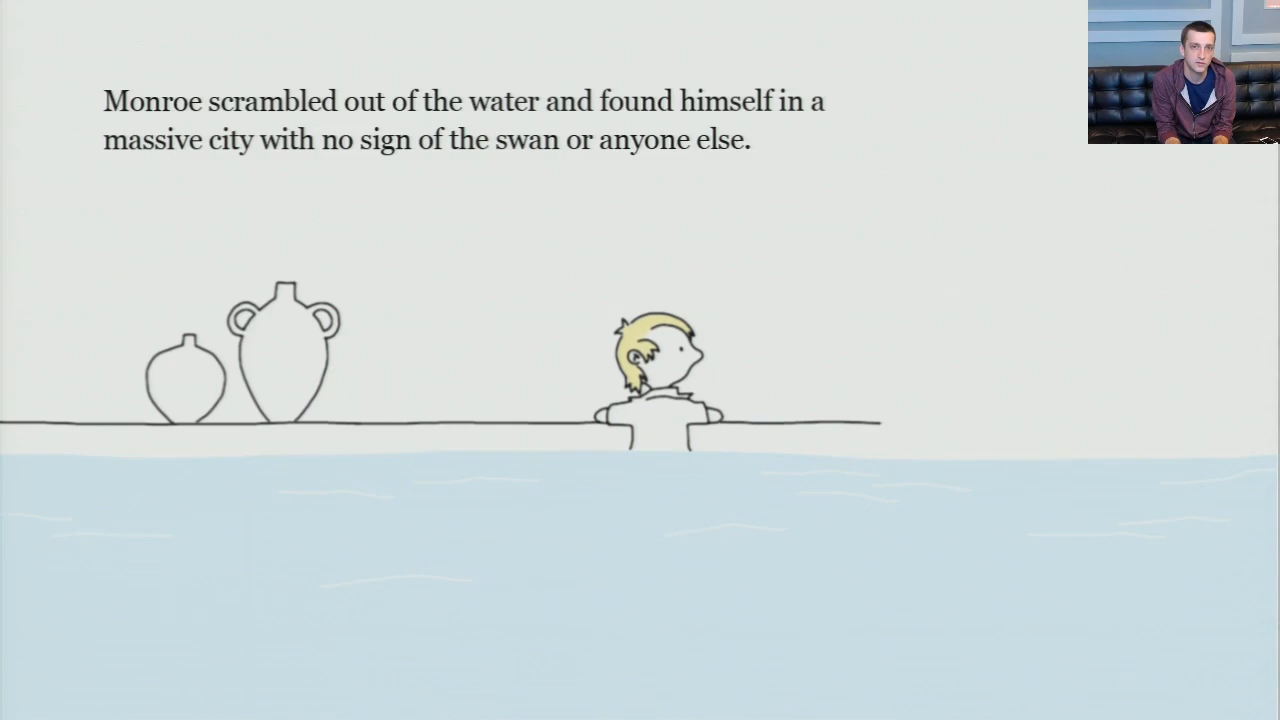 Monroe scrambled out of the water and found himself in a
massive city with no sign of the swan or anyone else.